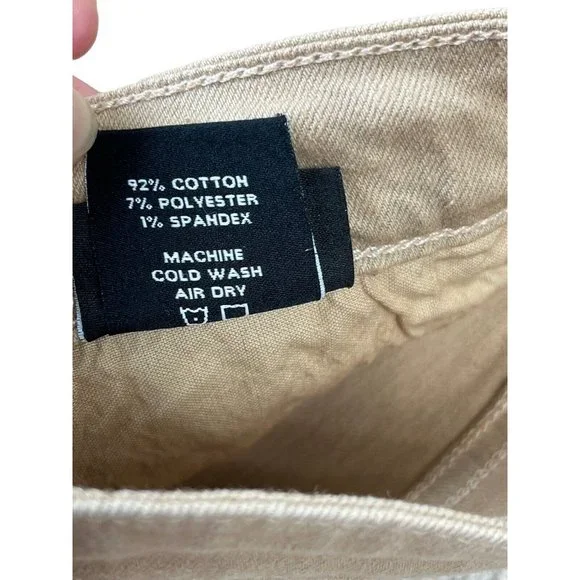 92% COTTON
7% POLYESTER
1% SPANDEX
MACHINE
COLD WASH
AIR DRY